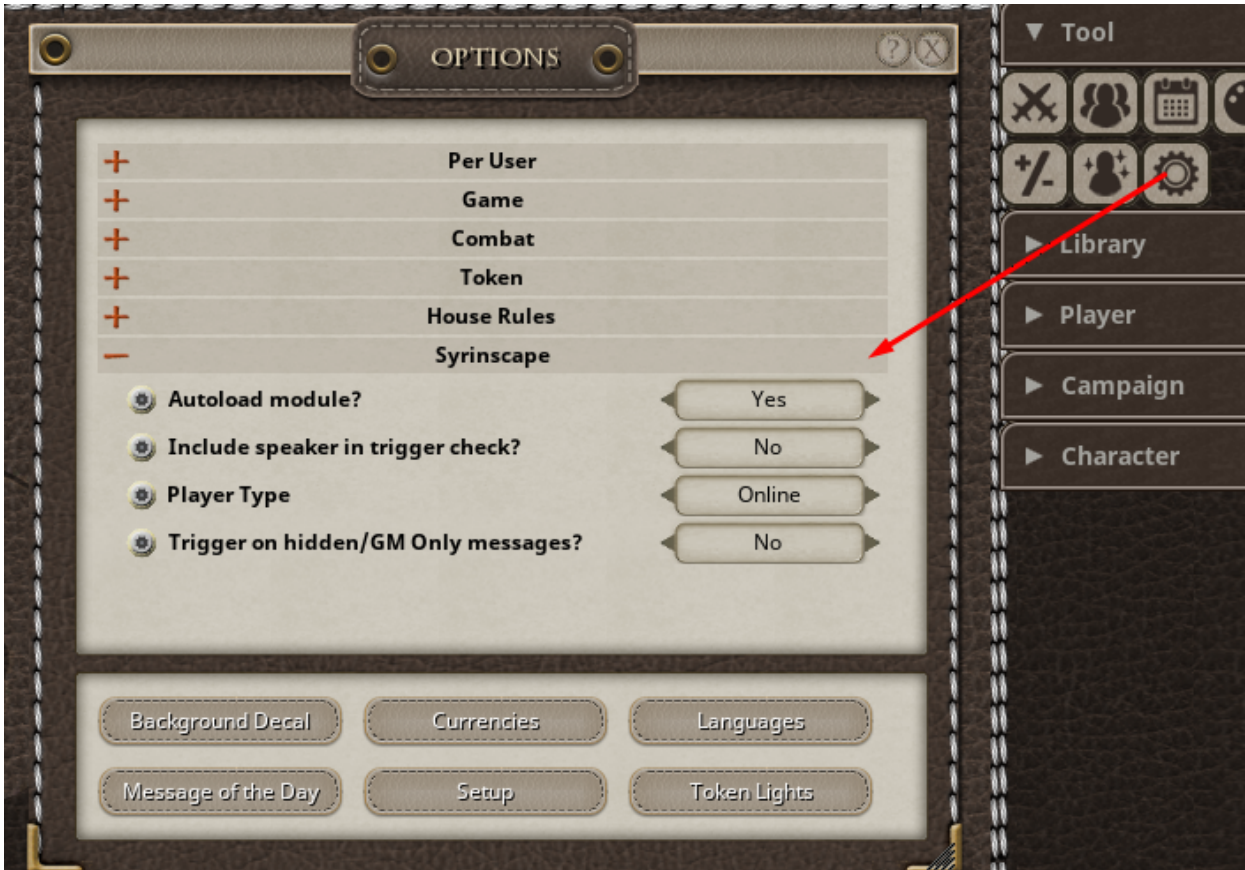 OPTIONS
? X
Per User
Game
Combat
Token
House Rules
Syrinscape
Autoload module? Yes
Include speaker in trigger check? No
Player Type Online
Trigger on hidden/GM Only messages? No
Background Decal Currencies Languages
Message of the Day Setup Token Lights
Tool
+/-
Library
Player
Campaign
Character